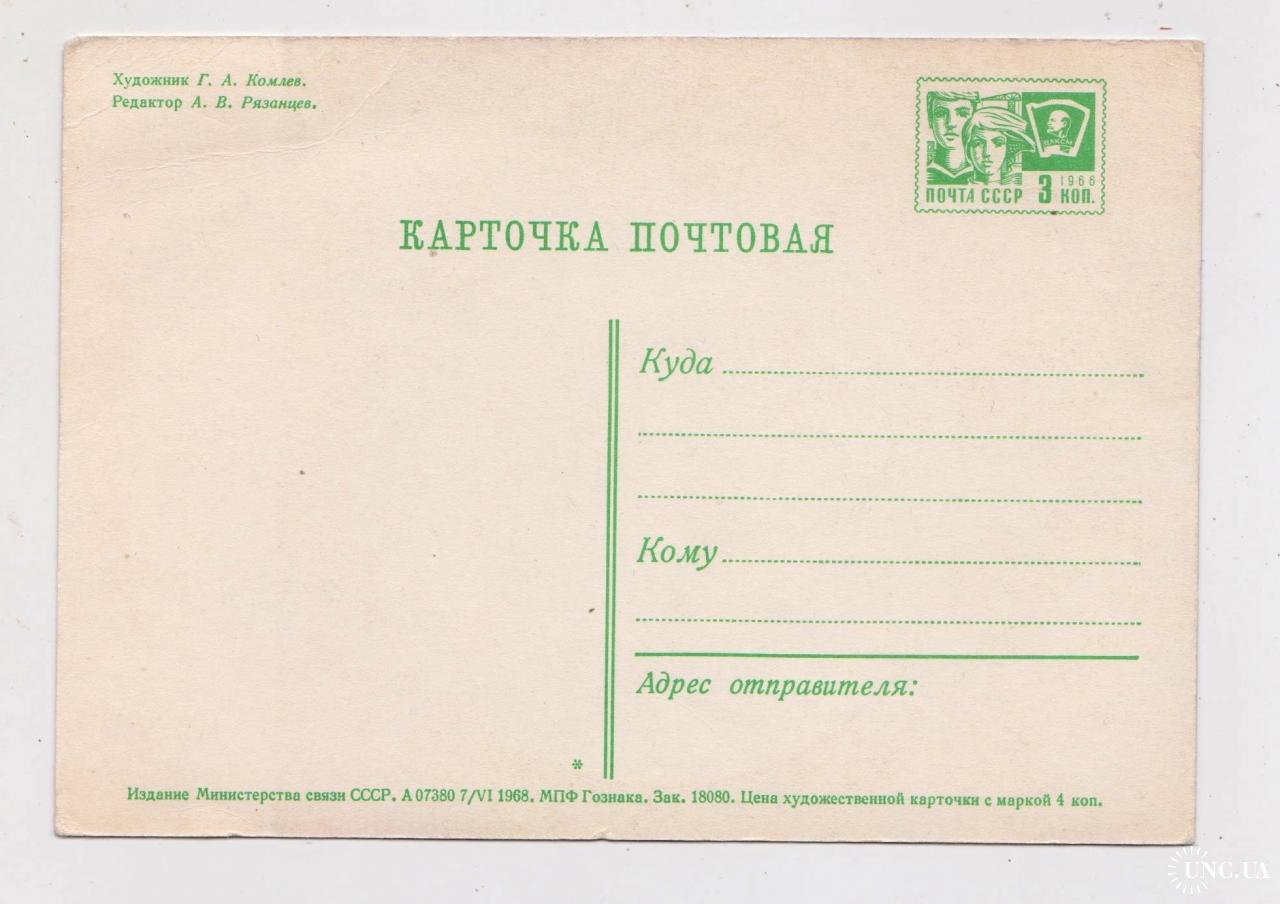 Художник Г. А. Комлев.
Редактор А. В. Рязанцев.
ВЛКСМ
1966
ПОЧТА СССР 3 КОП.
КАРТОЧКА ПОЧТОВАЯ
Куда
Кому
Адрес отправителя:
*
Издание Министерства связи СССР. А 07380 7/VI 1968. МПФ Гознака. Зак. 18080. Цена художественной карточки с маркой 4 коп.
UNC.UA